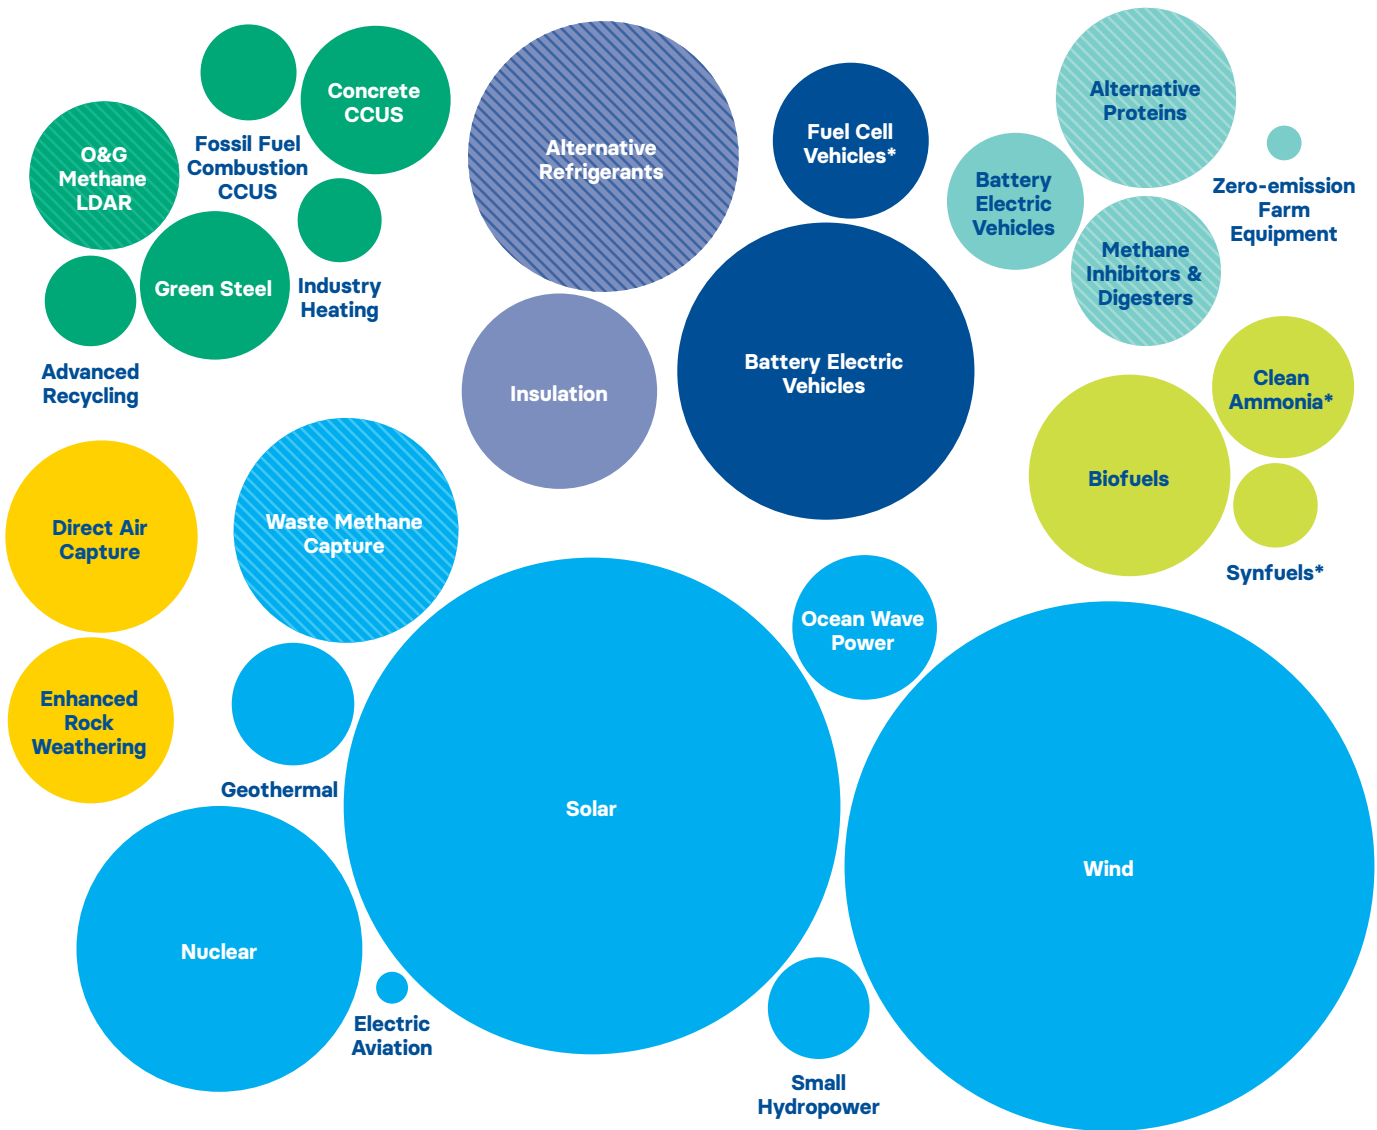 Concrete
CCUS
Fossil Fuel
Combustion
CCUS
O&G
Methane
LDAR
Green Steel
Industry
Heating
Advanced
Recycling
Alternative
Refrigerants
Insulation
Fuel Cell
Vehicles*
Battery Electric
Vehicles
Alternative
Proteins
Battery
Electric
Vehicles
Zero-emission
Farm
Equipment
Methane
Inhibitors &
Digesters
Clean
Ammonia*
Biofuels
Synfuels*
Direct Air
Capture
Enhanced
Rock
Weathering
Waste Methane
Capture
Geothermal
Solar
Ocean Wave
Power
Wind
Nuclear
Electric
Aviation
Small
Hydropower